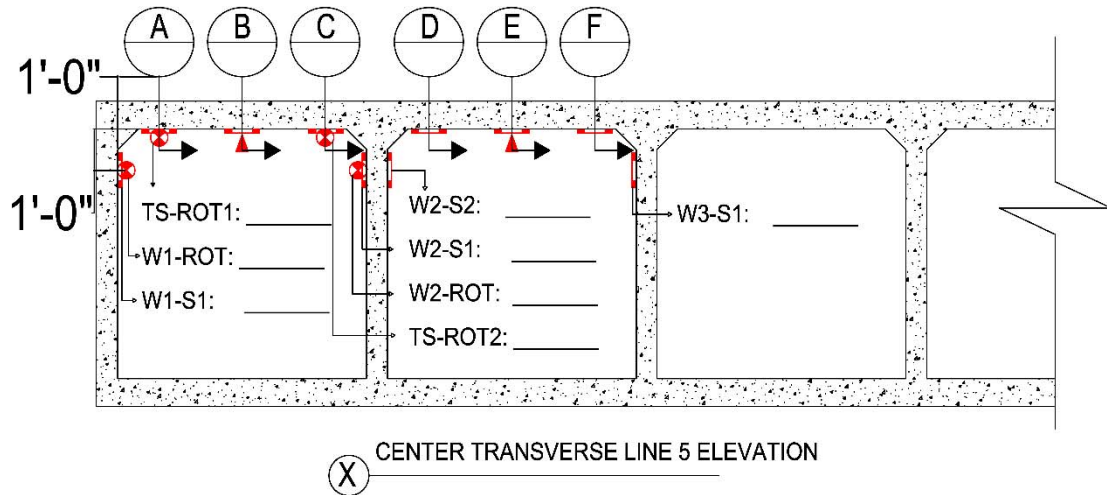 A B C D E F
1'-0"
1'-0"
TS-ROT1:
W1-ROT:
W1-S1:
W2-S2:
W2-S1:
W2-ROT:
TS-ROT2:
W3-S1:
CENTER TRANSVERSE LINE 5 ELEVATION
X